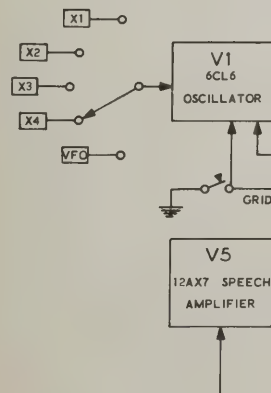 X1
X2
X3
X4
VFO
V1
6CL6
OSCILLATOR
GRID
V5
12AX7 SPEECH
AMPLIFIER